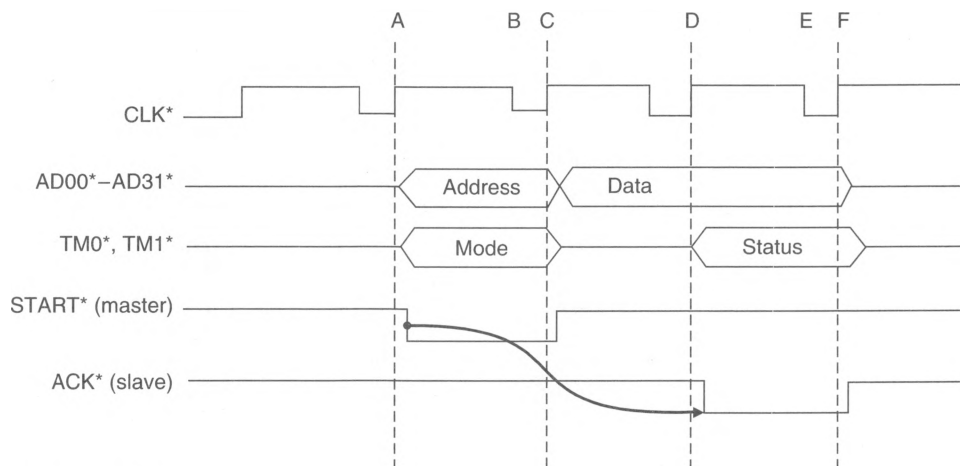 A B C D E F
CLK*
AD00*–AD31*
Address
Data
TM0*, TM1*
Mode
Status
START* (master)
ACK* (slave)